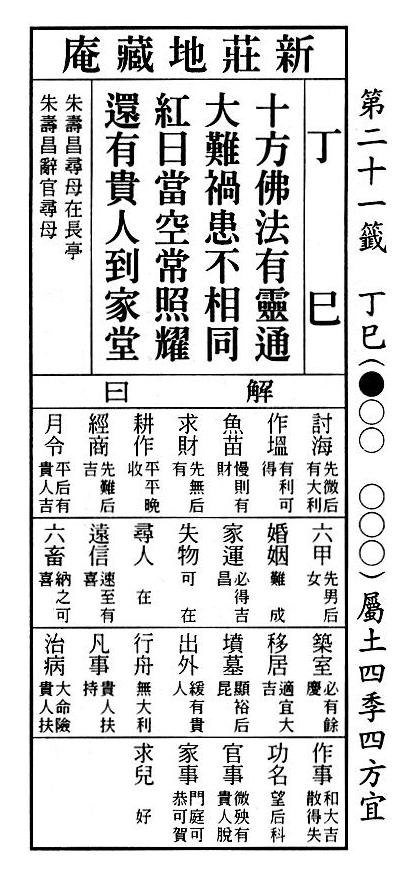 第二十一籤 丁巳(●○○ ○○○)屬土四季四方宜
新莊地藏庵
丁巳
十方佛法有靈通
大難禍患不相同
紅日當空常照耀
還有貴人到家堂
朱壽昌尋母在長亭
朱壽昌辭官尋母
解曰
討海 先微后有大利
作塭 有利可得
魚苗 慢則有財
求財 先無后有
耕作 平平晚收
經商 先難后吉
月令 平后有貴人吉
六甲 先男后女
婚姻 難成
家運 必得吉昌
失物 可在
尋人 在
遠信 速至有喜
六畜 納之可喜
築室 必有餘慶
移居 適宜大吉
墳墓 顯裕后昆
出外 緩有貴人
行舟 無大利
凡事 貴人扶持
治病 大命險貴人扶
作事 和大吉散得失
功名 望后科
官事 微殃有貴人脫
家事 門庭可恭可賀
求兒 好